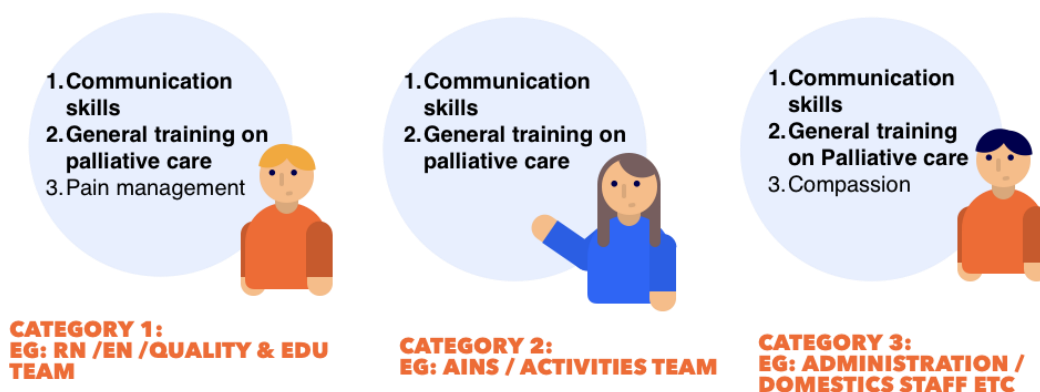 1. Communication
skills
2. General training on
palliative care
3. Pain management
CATEGORY 1:
EG: RN /EN /QUALITY & EDU
TEAM
1. Communication
skills
2. General training on
palliative care
CATEGORY 2:
EG: AINS / ACTIVITIES TEAM
1. Communication
skills
2. General training
on Palliative care
3. Compassion
CATEGORY 3:
EG: ADMINISTRATION /
DOMESTICS STAFF ETC